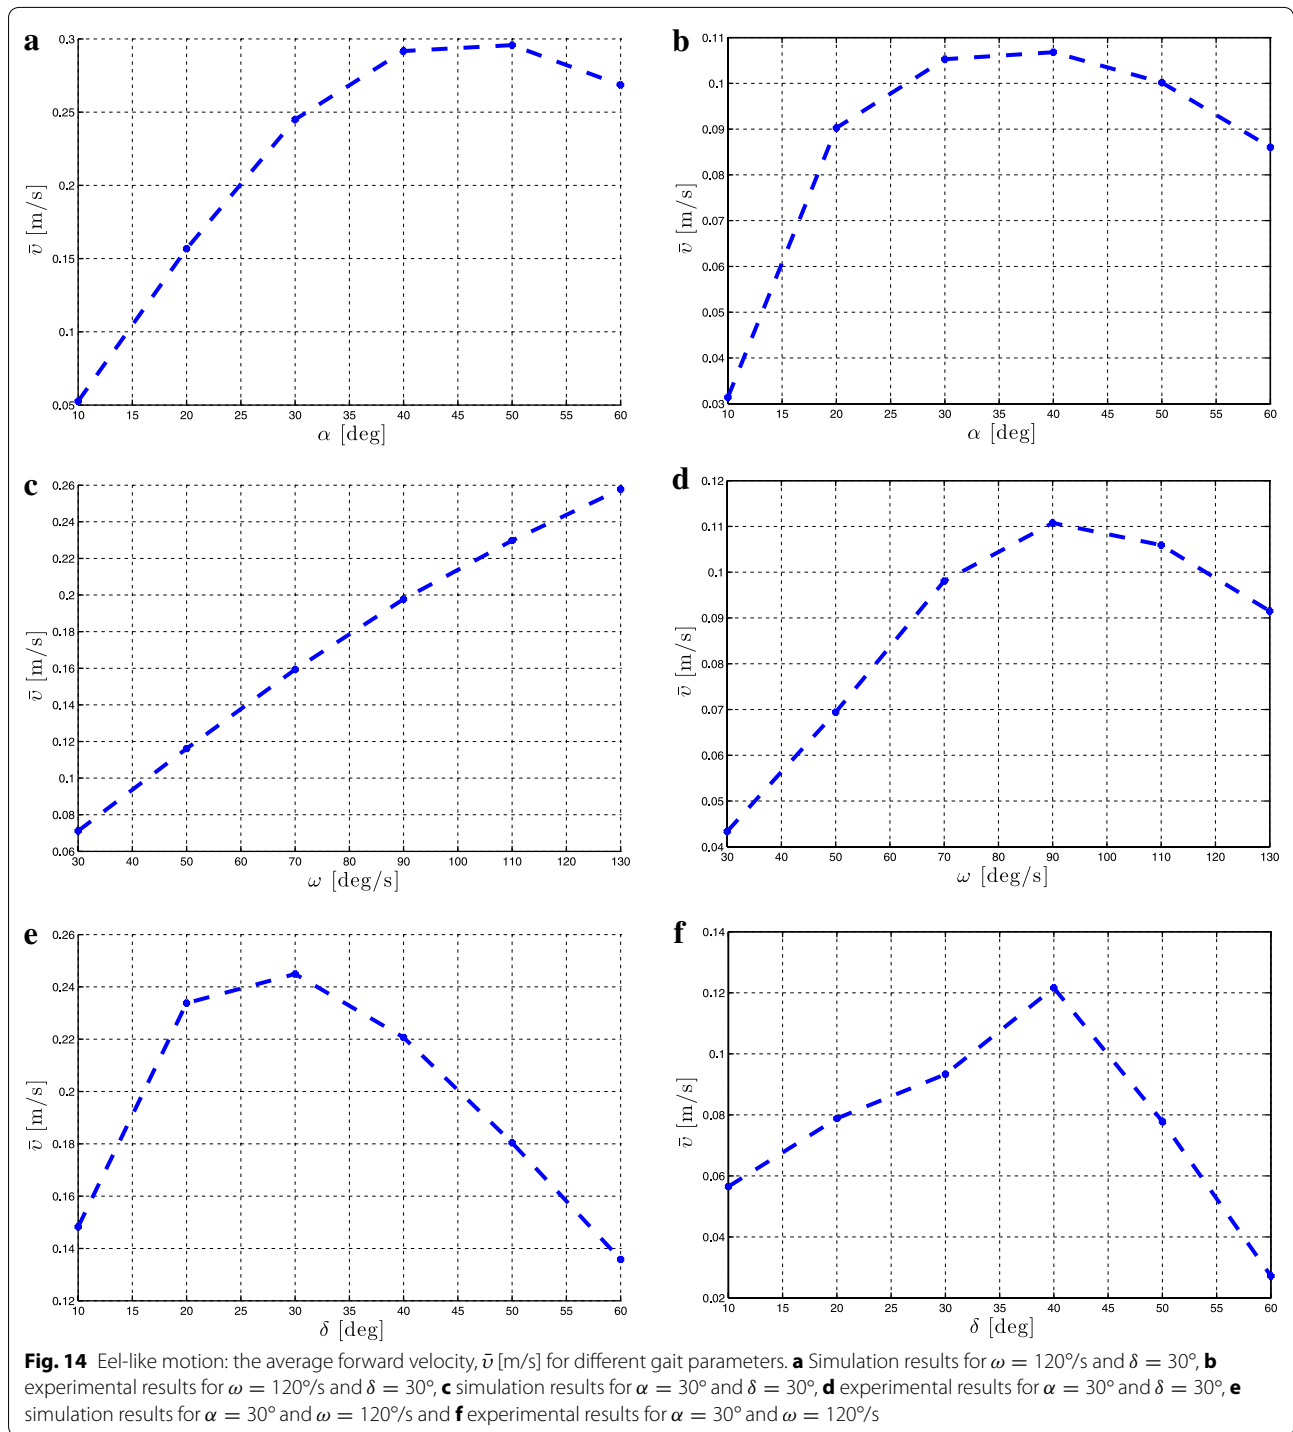 a
0.3
0.25
0.2
0.15
0.1
0.05
v̄ [m/s]
10 15 20 25 30 35 40 45 50 55 60
α [deg]
b
0.11
0.1
0.09
0.08
0.07
0.06
0.05
0.04
0.03
v̄ [m/s]
10 15 20 25 30 35 40 45 50 55 60
α [deg]
c
0.26
0.24
0.22
0.2
0.18
0.16
0.14
0.12
0.1
0.08
0.06
v̄ [m/s]
30 40 50 60 70 80 90 100 110 120 130
ω [deg/s]
d
0.12
0.11
0.1
0.09
0.08
0.07
0.06
0.05
0.04
v̄ [m/s]
30 40 50 60 70 80 90 100 110 120 130
ω [deg/s]
e
0.26
0.24
0.22
0.2
0.18
0.16
0.14
0.12
v̄ [m/s]
10 15 20 25 30 35 40 45 50 55 60
δ [deg]
f
0.14
0.12
0.1
0.08
0.06
0.04
0.02
v̄ [m/s]
10 15 20 25 30 35 40 45 50 55 60
δ [deg]
Fig. 14 Eel-like motion: the average forward velocity, v̄ [m/s] for different gait parameters. a Simulation results for ω = 120°/s and δ = 30°, b
experimental results for ω = 120°/s and δ = 30°, c simulation results for α = 30° and δ = 30°, d experimental results for α = 30° and δ = 30°, e
simulation results for α = 30° and ω = 120°/s and f experimental results for α = 30° and ω = 120°/s